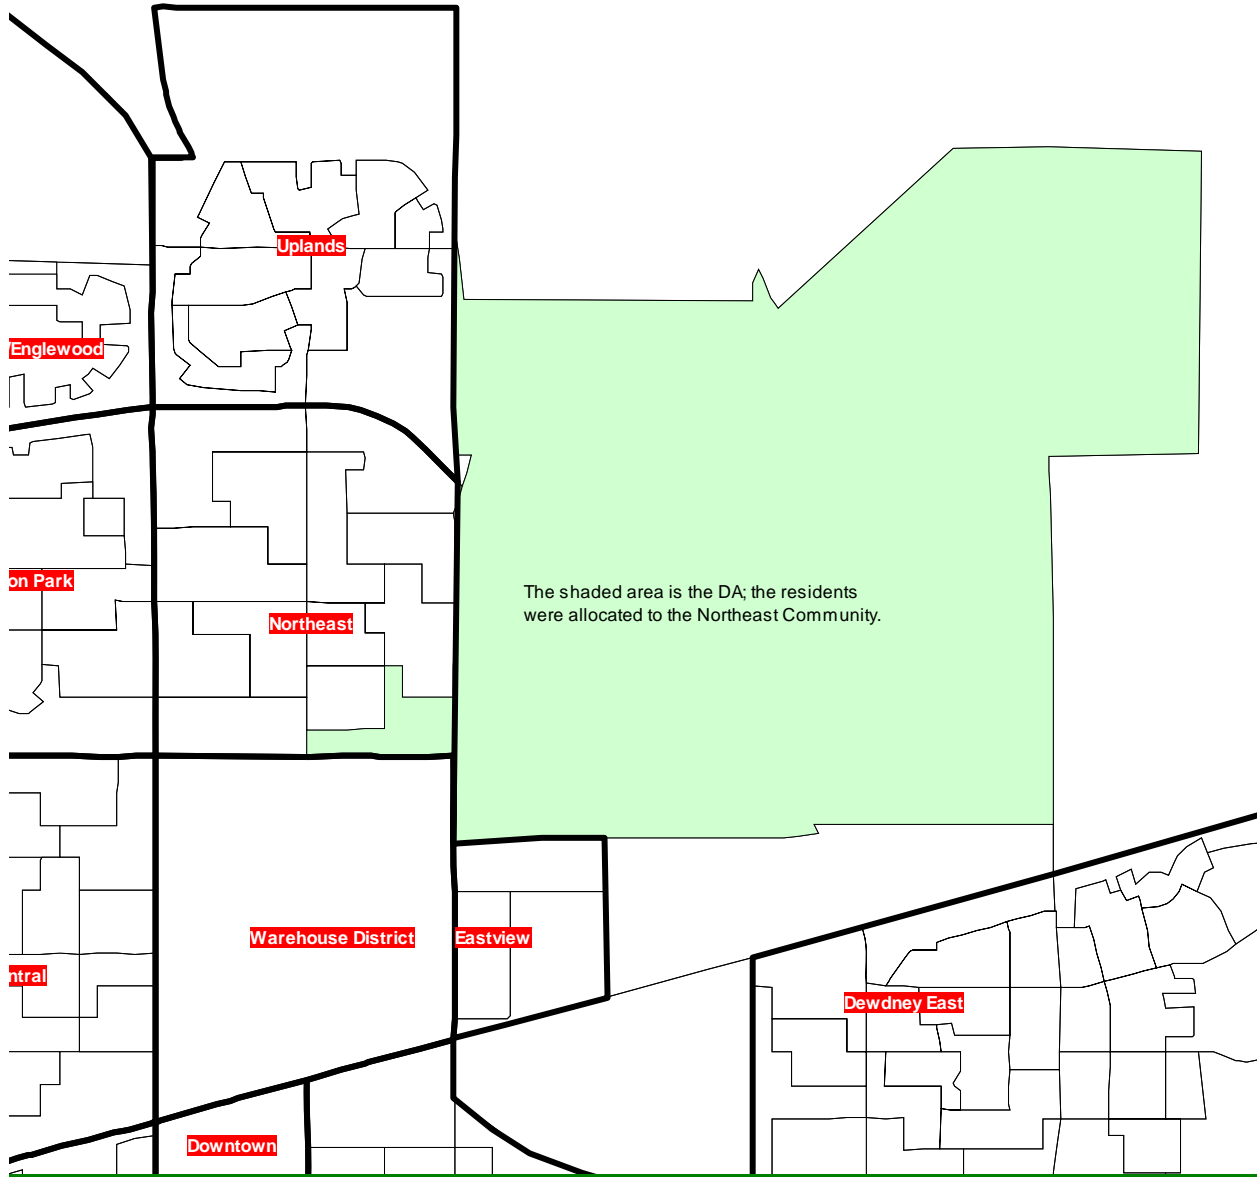 Uplands
/Englewood
The shaded area is the DA; the residents
were allocated to the Northeast Community.
on Park
Northeast
Warehouse District
Eastview
ntral
Dewdney East
Downtown